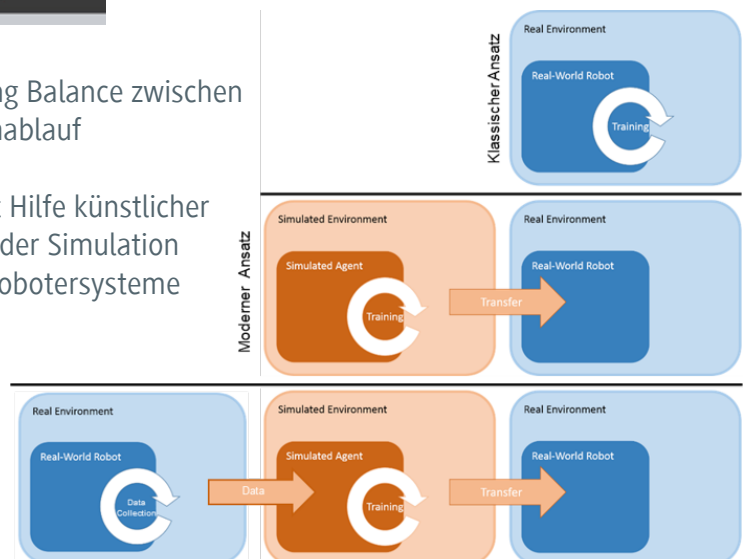 ng Balance zwischen
nablauf
t Hilfe künstlicher
der Simulation
obotersysteme
Klassischer Ansatz
Real Environment
Real-World Robot
Training
Moderner Ansatz
Simulated Environment
Simulated Agent
Training
Transfer
Real Environment
Real-World Robot
Real Environment
Real-World Robot
Data
Collection
Data
Simulated Environment
Simulated Agent
Training
Transfer
Real Environment
Real-World Robot